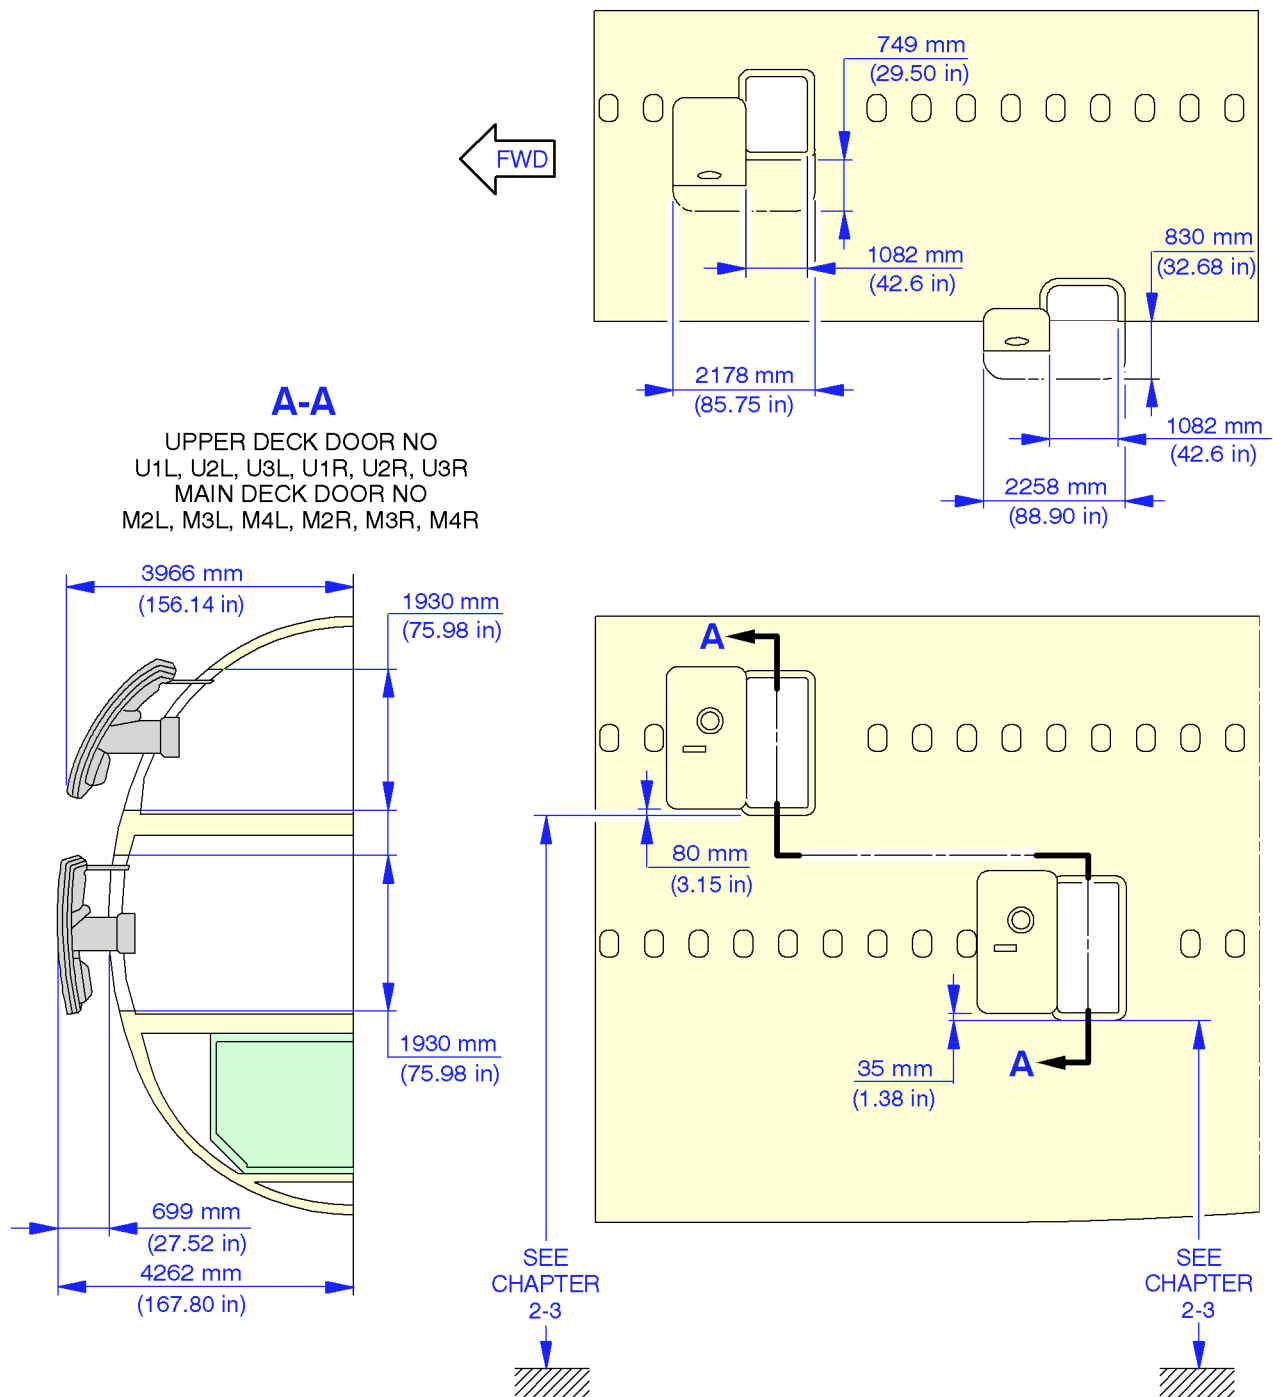 749 mm
(29.50 in)
FWD
830 mm
(32.68 in)
1082 mm
(42.6 in)
2178 mm
(85.75 in)
1082 mm
(42.6 in)
2258 mm
(88.90 in)
A-A
UPPER DECK DOOR NO
U1L, U2L, U3L, U1R, U2R, U3R
MAIN DECK DOOR NO
M2L, M3L, M4L, M2R, M3R, M4R
3966 mm
(156.14 in)
1930 mm
(75.98 in)
A
80 mm
(3.15 in)
1930 mm
(75.98 in)
35 mm
(1.38 in)
A
699 mm
(27.52 in)
4262 mm
(167.80 in)
SEE
CHAPTER
2-3
SEE
CHAPTER
2-3